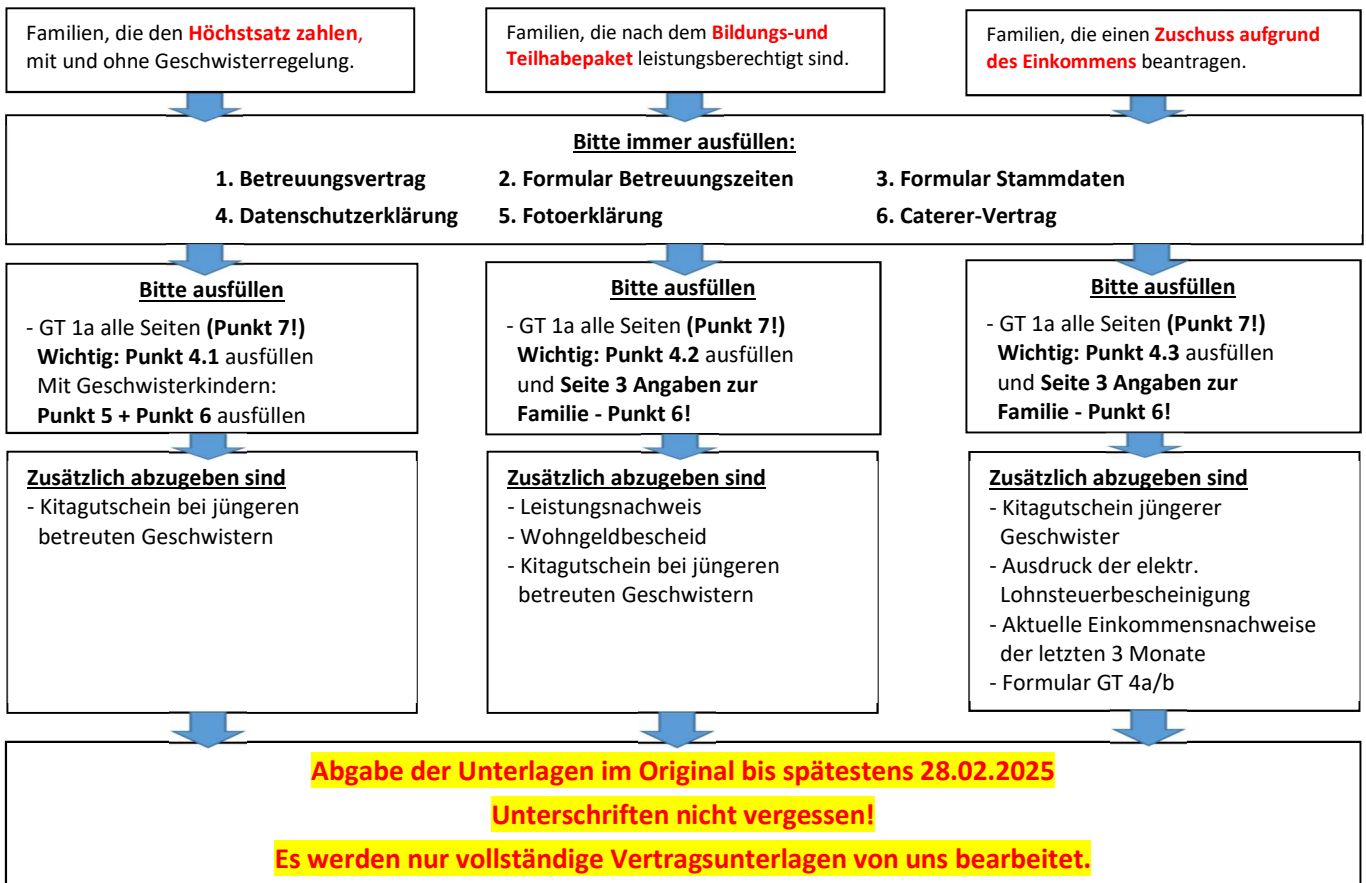 Familien, die den Höchstsatz zahlen,
mit und ohne Geschwisterregelung.
Familien, die nach dem Bildungs-und
Teilhabepaket leistungsberechtigt sind.
Familien, die einen Zuschuss aufgrund
des Einkommens beantragen.
Bitte immer ausfüllen:
1. Betreuungsvertrag 2. Formular Betreuungszeiten 3. Formular Stammdaten
4. Datenschutzerklärung 5. Fotoerklärung 6. Caterer-Vertrag
Bitte ausfüllen
- GT 1a alle Seiten (Punkt 7!)
Wichtig: Punkt 4.1 ausfüllen
Mit Geschwisterkindern:
Punkt 5 + Punkt 6 ausfüllen
Bitte ausfüllen
- GT 1a alle Seiten (Punkt 7!)
Wichtig: Punkt 4.2 ausfüllen
und Seite 3 Angaben zur
Familie - Punkt 6!
Bitte ausfüllen
- GT 1a alle Seiten (Punkt 7!)
Wichtig: Punkt 4.3 ausfüllen
und Seite 3 Angaben zur
Familie - Punkt 6!
Zusätzlich abzugeben sind
- Kitagutschein bei jüngeren
betreuten Geschwistern
Zusätzlich abzugeben sind
- Leistungsnachweis
- Wohngeldbescheid
- Kitagutschein bei jüngeren
betreuten Geschwistern
Zusätzlich abzugeben sind
- Kitagutschein jüngerer
Geschwister
- Ausdruck der elektr.
Lohnsteuerbescheinigung
- Aktuelle Einkommensnachweise
der letzten 3 Monate
- Formular GT 4a/b
Abgabe der Unterlagen im Original bis spätestens 28.02.2025
Unterschriften nicht vergessen!
Es werden nur vollständige Vertragsunterlagen von uns bearbeitet.